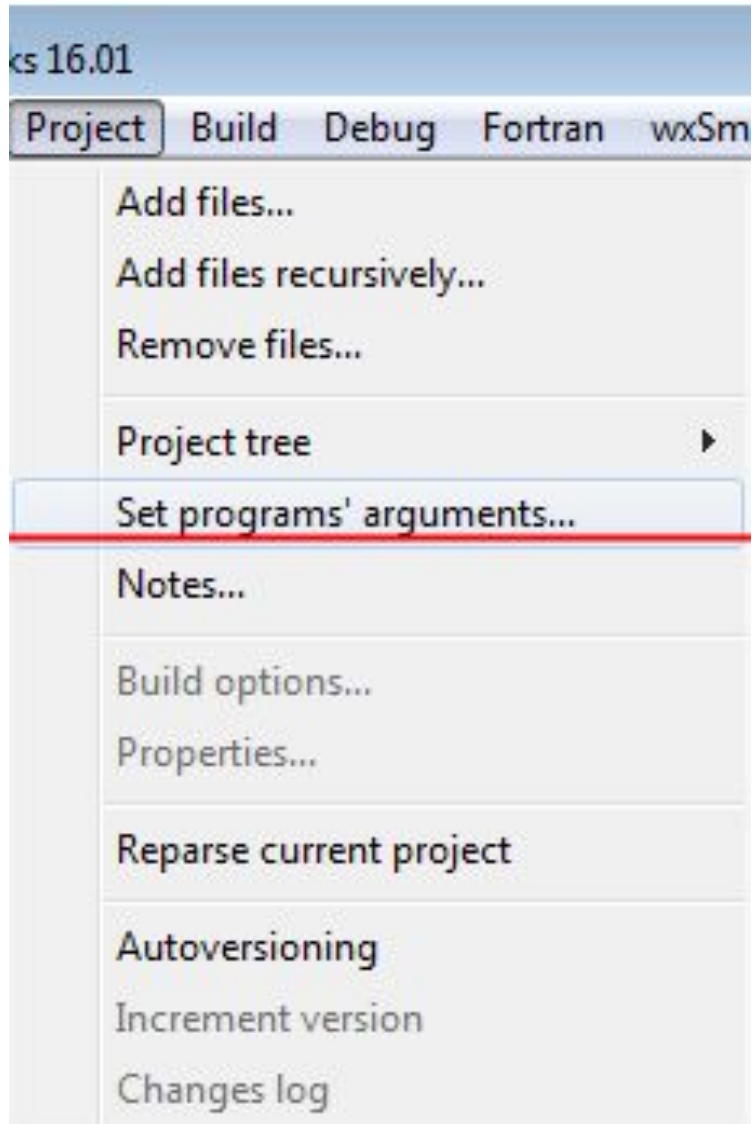 ks 16.01
Project Build Debug Fortran wxSm
Add files...
Add files recursively...
Remove files...
Project tree
Set programs' arguments...
Notes...
Build options...
Properties...
Reparse current project
Autoversioning
Increment version
Changes log